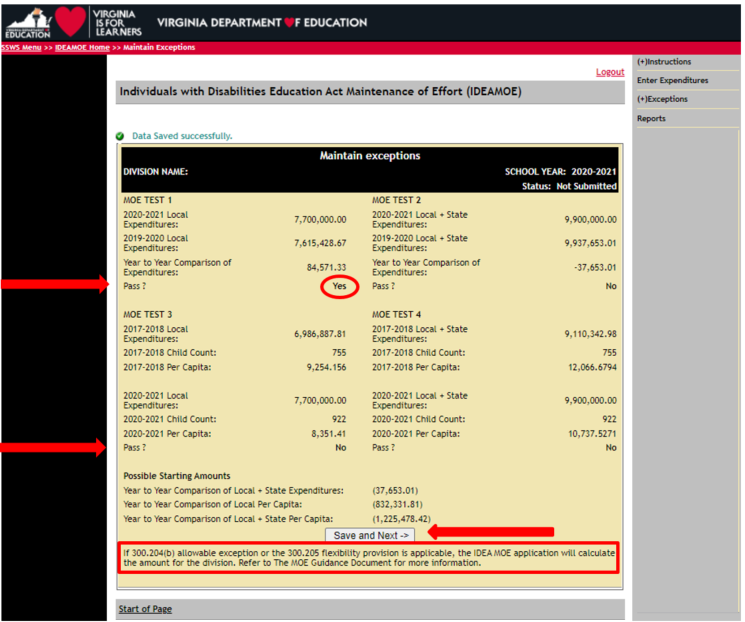 VIRGINIA
IS FOR
LEARNERS
VIRGINIA DEPARTMENT F EDUCATION
EDUCATION
SSWS Menu >> IDEAMOE Home >> Maintain Exceptions
(+)Instructions
Enter Expenditures
(+)Exceptions
Reports
Logout
Individuals with Disabilities Education Act Maintenance of Effort (IDEAMOE)
Data Saved successfully.
Maintain exceptions
DIVISION NAME: SCHOOL YEAR: 2020-2021
Status: Not Submitted
MOE TEST 1 MOE TEST 2
2020-2021 Local Expenditures: 7,700,000.00 2020-2021 Local + State Expenditures: 9,900,000.00
2019-2020 Local Expenditures: 7,615,428.67 2019-2020 Local + State Expenditures: 9,937,653.01
Year to Year Comparison of Expenditures: 84,571.33 Year to Year Comparison of Expenditures: -37,653.01
Pass ? Yes Pass ? No
MOE TEST 3 MOE TEST 4
2017-2018 Local Expenditures: 6,986,887.81 2017-2018 Local + State Expenditures: 9,110,342.98
2017-2018 Child Count: 755 2017-2018 Child Count: 755
2017-2018 Per Capita: 9,254.156 2017-2018 Per Capita: 12,066.6794
2020-2021 Local Expenditures: 7,700,000.00 2020-2021 Local + State Expenditures: 9,900,000.00
2020-2021 Child Count: 922 2020-2021 Child Count: 922
2020-2021 Per Capita: 8,351.41 2020-2021 Per Capita: 10,737.5271
Pass ? No Pass ? No
Possible Starting Amounts
Year to Year Comparison of Local + State Expenditures: (37,653.01)
Year to Year Comparison of Local Per Capita: (832,331.81)
Year to Year Comparison of Local + State Per Capita: (1,225,478.42)
Save and Next ->
If 300.204(b) allowable exception or the 300.205 flexibility provision is applicable, the IDEA MOE application will calculate
the amount for the division. Refer to The MOE Guidance Document for more information.
Start of Page